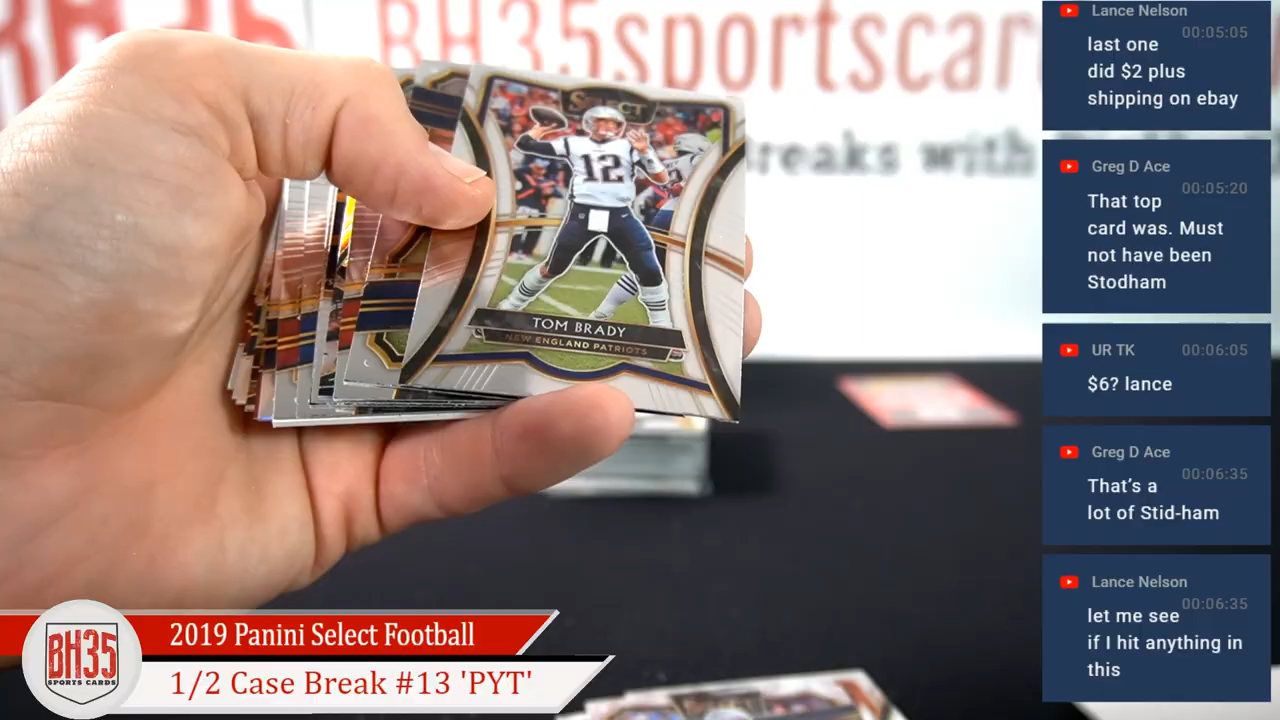 BH35
BH35sportscar
reaks with
SELECT
12
TOM BRADY
NEW ENGLAND PATRIOTS
Lance Nelson
00:05:05
last one
did $2 plus
shipping on ebay
Greg D Ace
00:05:20
That top
card was. Must
not have been
Stodham
UR TK 00:06:05
$6? lance
Greg D Ace
00:06:35
That's a
lot of Stid-ham
Lance Nelson
00:06:35
let me see
if I hit anything in
this
BH35
SPORTS CARDS
2019 Panini Select Football
1/2 Case Break #13 'PYT'